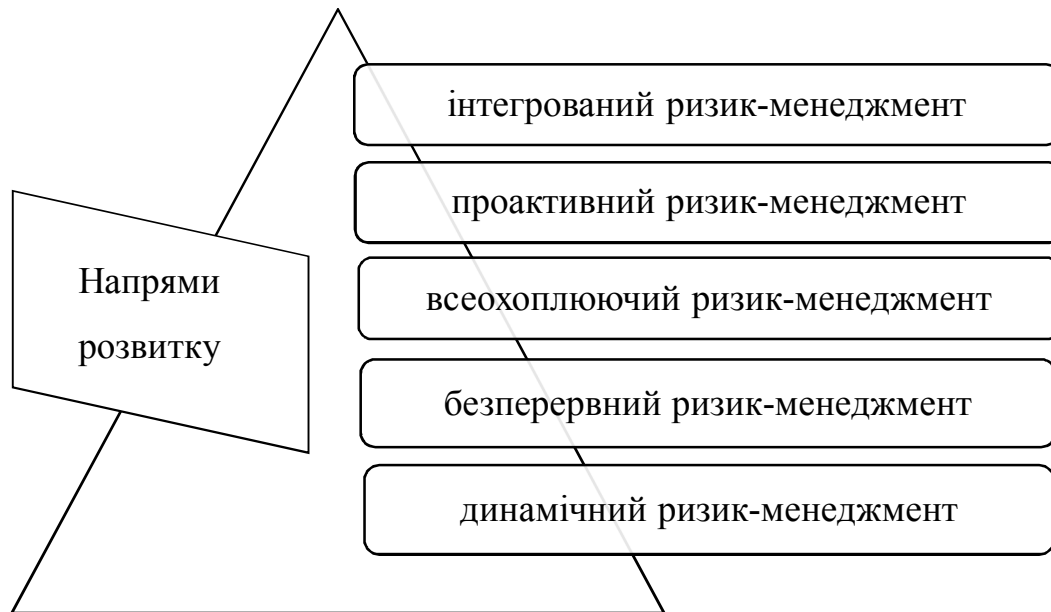 Напрями
розвитку
інтегрований ризик-менеджмент
проактивний ризик-менеджмент
всеохоплюючий ризик-менеджмент
безперервний ризик-менеджмент
динамічний ризик-менеджмент